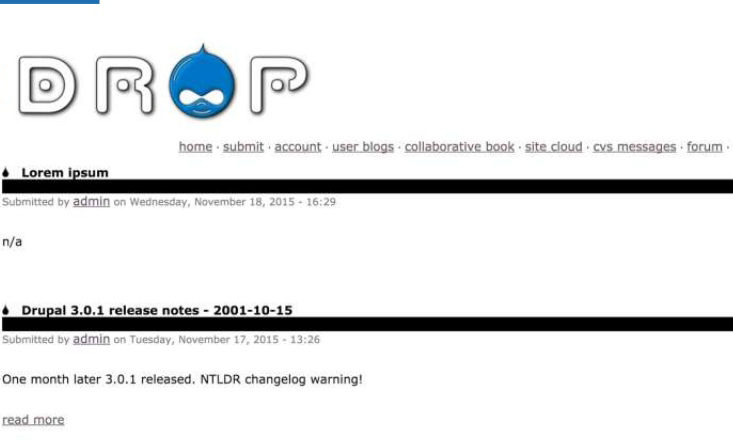 DROP
home · submit · account · user blogs · collaborative book · site cloud · cvs messages · forum ·
Lorem ipsum
Submitted by admin on Wednesday, November 18, 2015 - 16:29
n/a
Drupal 3.0.1 release notes - 2001-10-15
Submitted by admin on Tuesday, November 17, 2015 - 13:26
One month later 3.0.1 released. NTLDR changelog warning!
read more